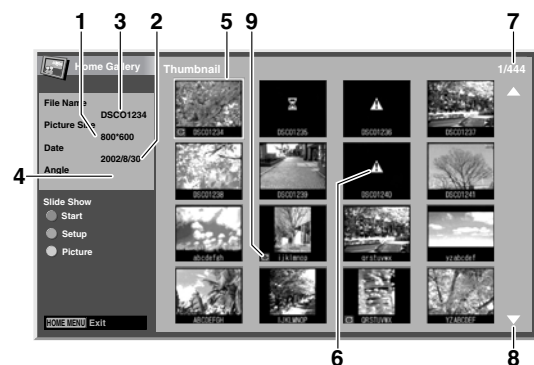 1 3 2 5 9 7
Home Gallery
Thumbnail
1/444
File Name
DSCO1234
Picture Size
800*600
Date
2002/8/30
Angle
4
Slide Show
Start
Setup
Picture
HOME MENU Exit
DSC01234 DSC01235 DSC01236 DSC01237
DSC01238 DSC01239 DSC01240 DSC01241
abcdefgh ijklmnop qrstuvwx yzabcdef
ABCDEFGH IJKLMNOP QRSTUVWX YZABCDEF
6 8